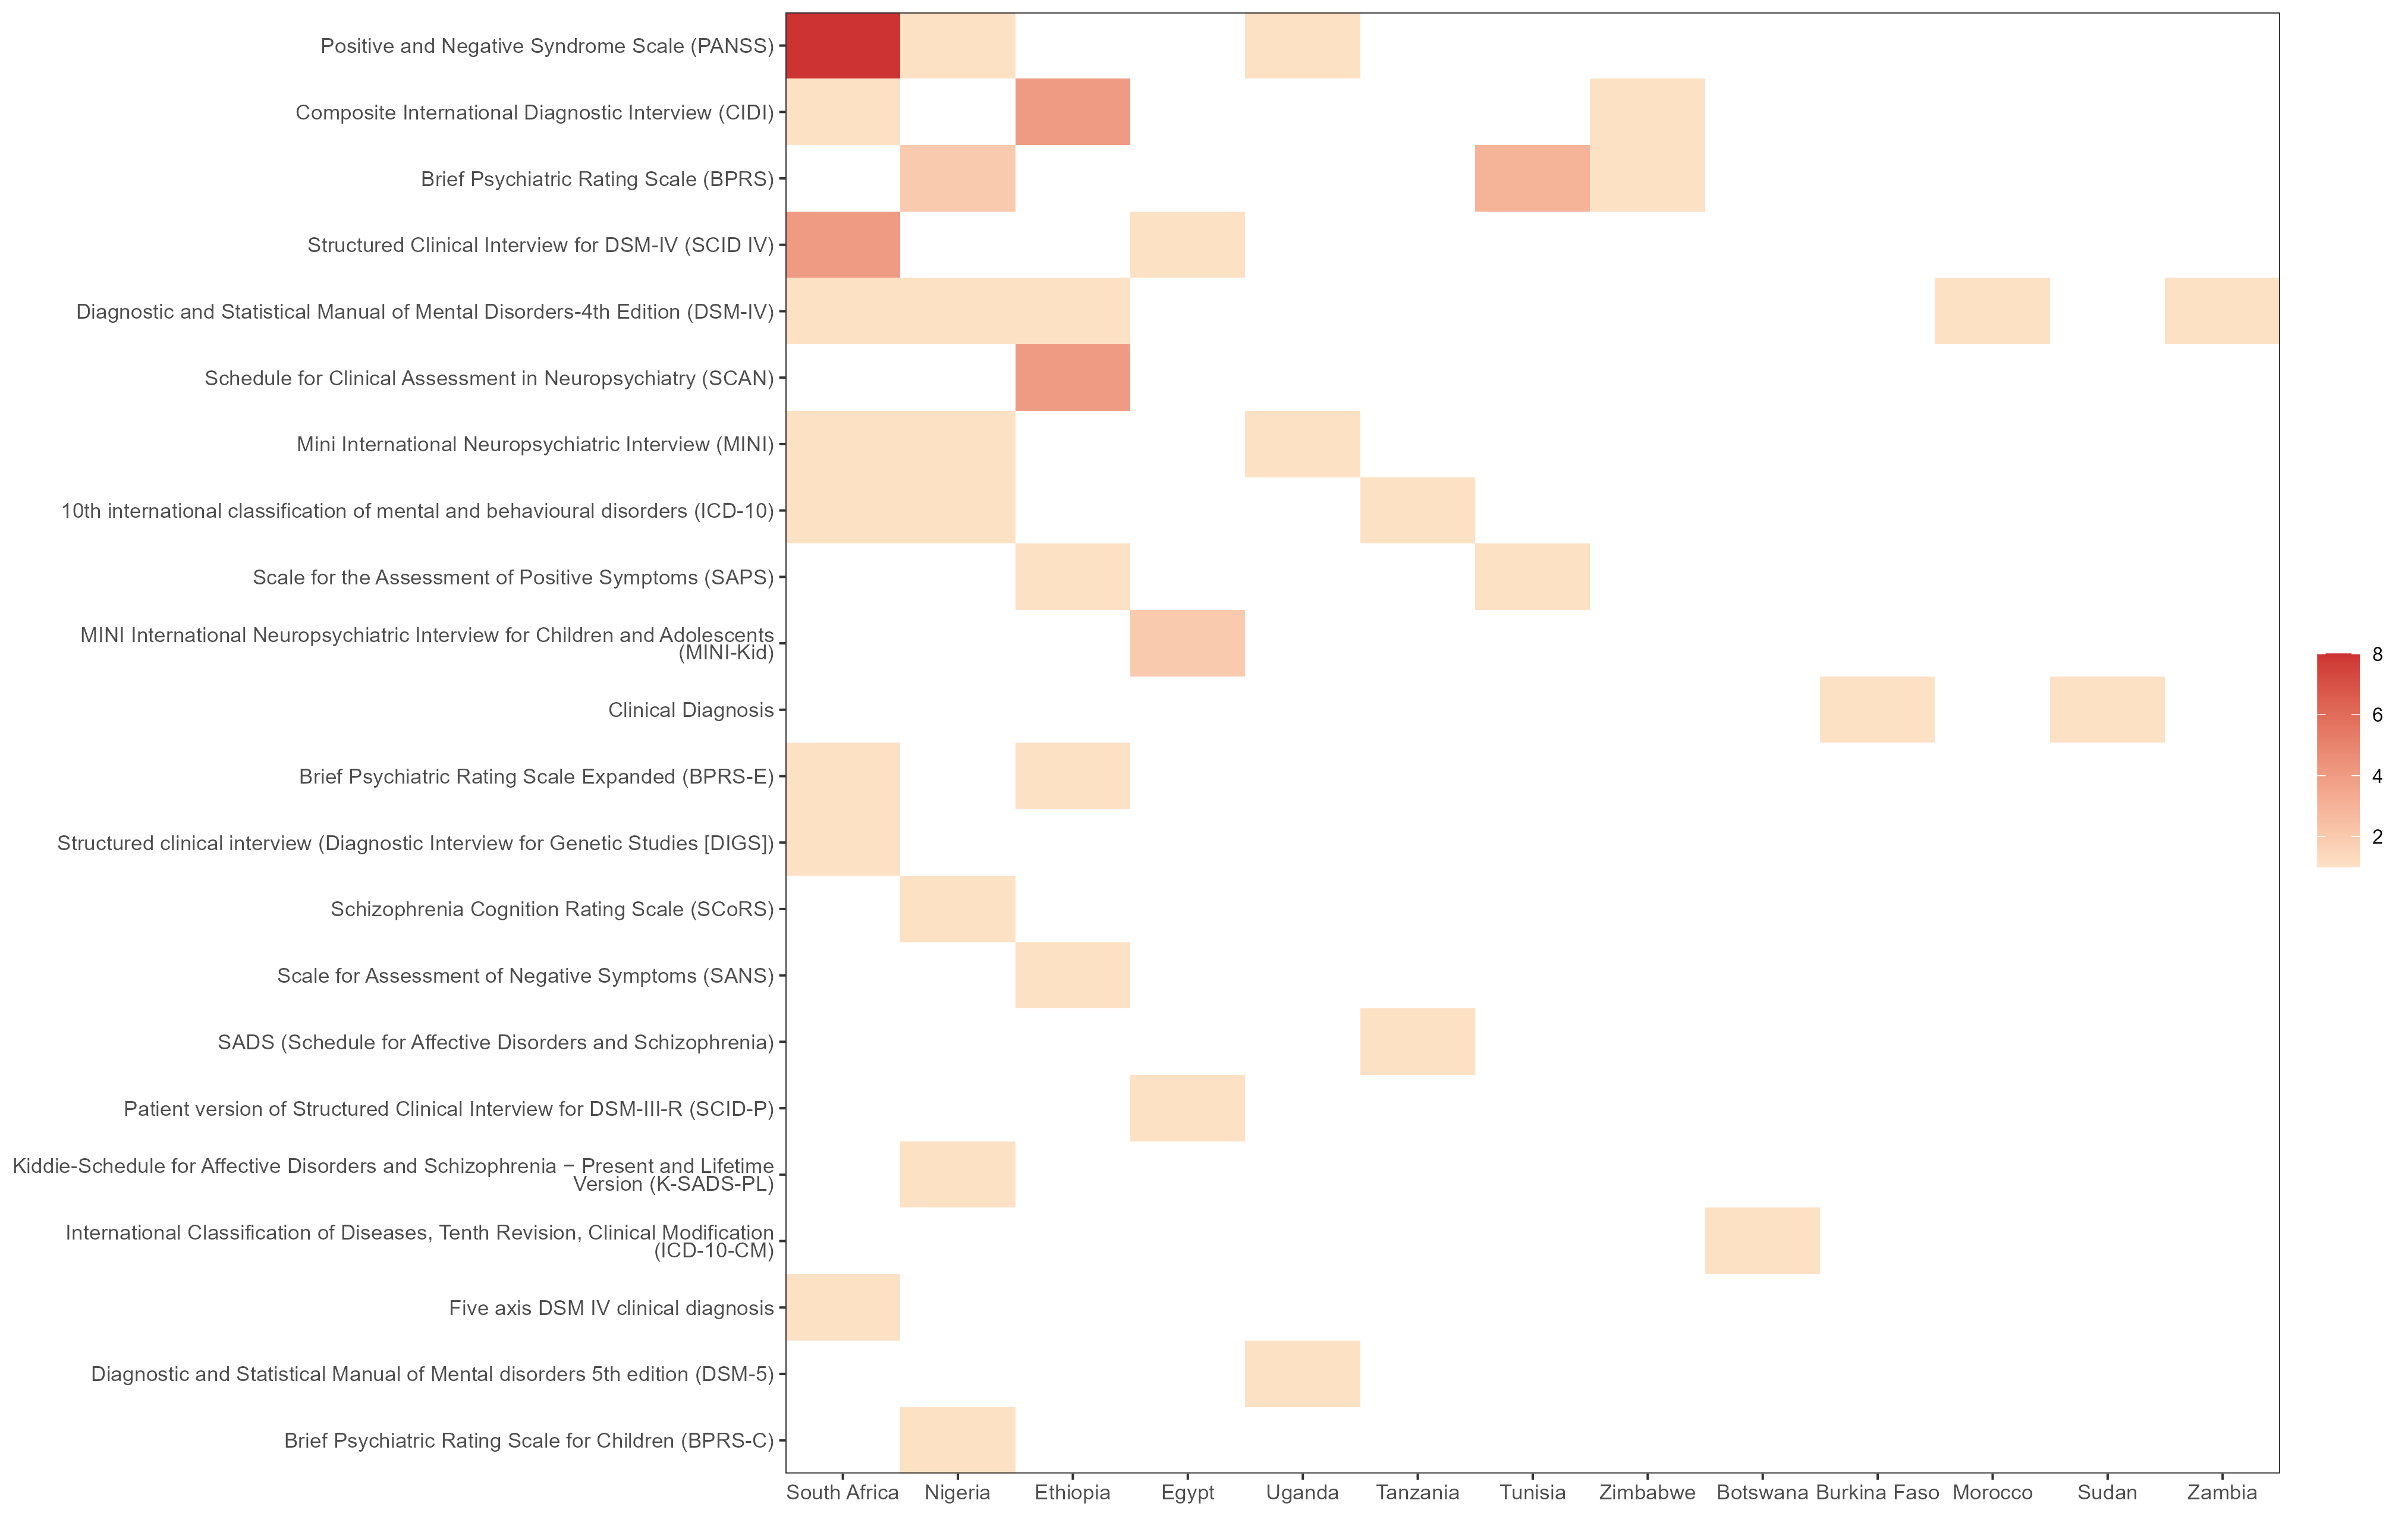 Positive and Negative Syndrome Scale (PANSS)
Composite International Diagnostic Interview (CIDI)
Brief Psychiatric Rating Scale (BPRS)
Structured Clinical Interview for DSM-IV (SCID IV)
Diagnostic and Statistical Manual of Mental Disorders-4th Edition (DSM-IV)
Schedule for Clinical Assessment in Neuropsychiatry (SCAN)
Mini International Neuropsychiatric Interview (MINI)
10th international classification of mental and behavioural disorders (ICD-10)
Scale for the Assessment of Positive Symptoms (SAPS)
MINI International Neuropsychiatric Interview for Children and Adolescents
(MINI-Kid)
Clinical Diagnosis
Brief Psychiatric Rating Scale Expanded (BPRS-E)
Structured clinical interview (Diagnostic Interview for Genetic Studies [DIGS])
Schizophrenia Cognition Rating Scale (SCoRS)
Scale for Assessment of Negative Symptoms (SANS)
SADS (Schedule for Affective Disorders and Schizophrenia)
Patient version of Structured Clinical Interview for DSM-III-R (SCID-P)
Kiddie-Schedule for Affective Disorders and Schizophrenia − Present and Lifetime
Version (K-SADS-PL)
International Classification of Diseases, Tenth Revision, Clinical Modification
(ICD-10-CM)
Five axis DSM IV clinical diagnosis
Diagnostic and Statistical Manual of Mental disorders 5th edition (DSM-5)
Brief Psychiatric Rating Scale for Children (BPRS-C)
South Africa Nigeria Ethiopia Egypt Uganda Tanzania Tunisia Zimbabwe Botswana Burkina Faso Morocco Sudan Zambia
8
6
4
2